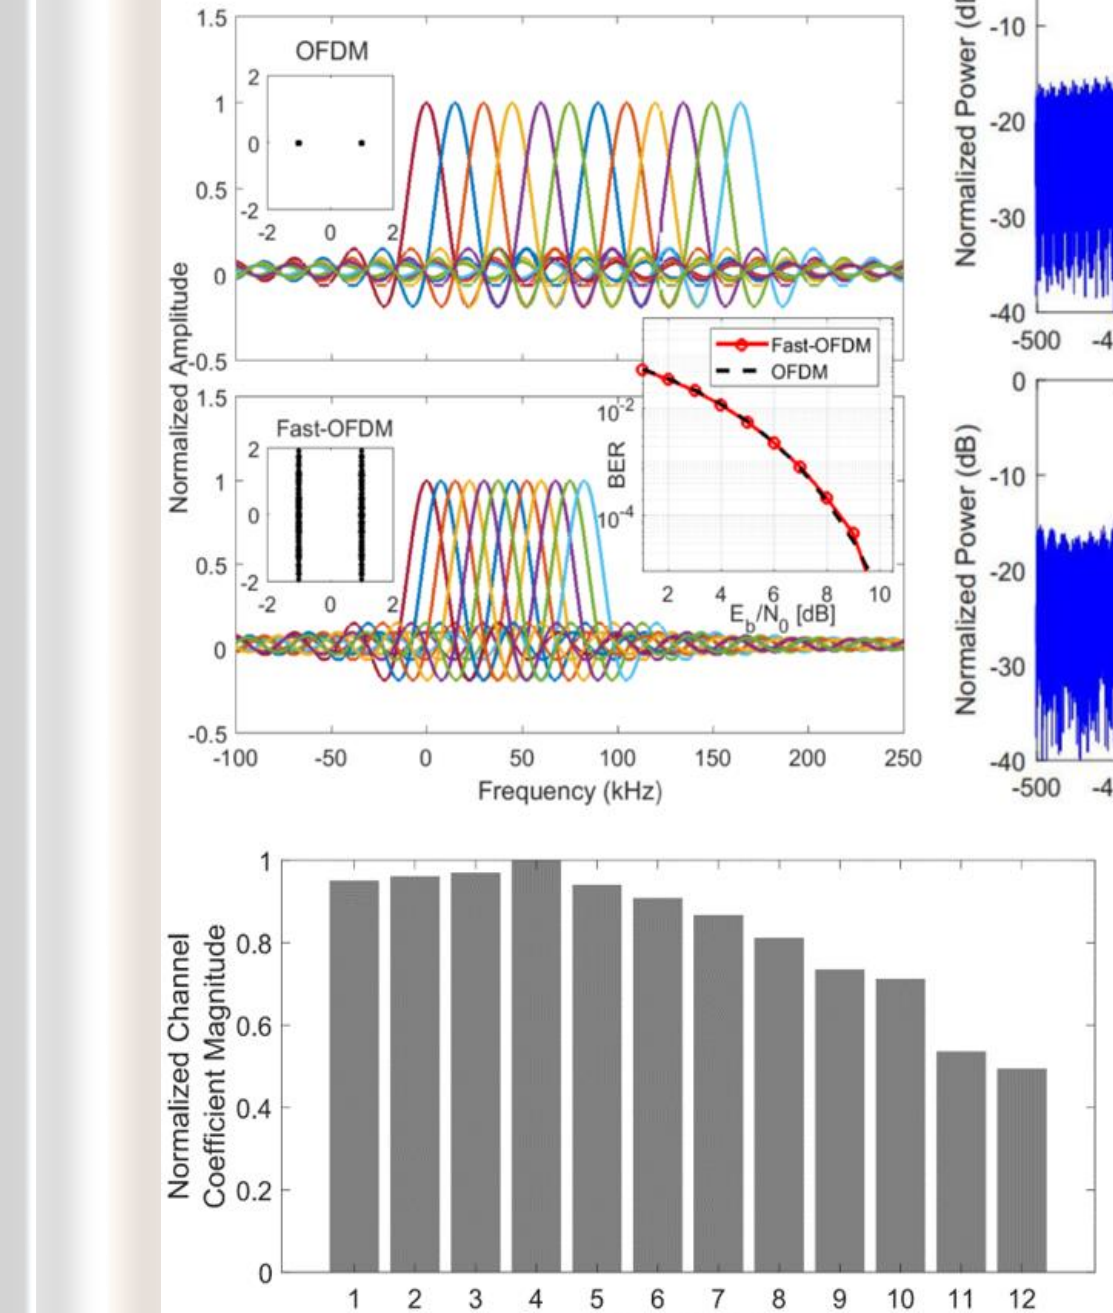 1.5
OFDM
2
0
-2
-2 0 2
1
0.5
0
-0.5
Normalized Amplitude
1.5
Fast-OFDM
2
0
-2
-2 0 2
1
0.5
0
-0.5
-100 -50 0 50 100 150 200 250
Frequency (kHz)
Fast-OFDM
OFDM
BER
10-2
10-4
2 4 6 8 10
Eb/N0 [dB]
Normalized Power
-10
-20
-30
-40
-500
Normalized Power (dB)
0
-10
-20
-30
-40
-500
Normalized Channel
Coefficient Magnitude
1
0.8
0.6
0.4
0.2
0
1 2 3 4 5 6 7 8 9 10 11 12